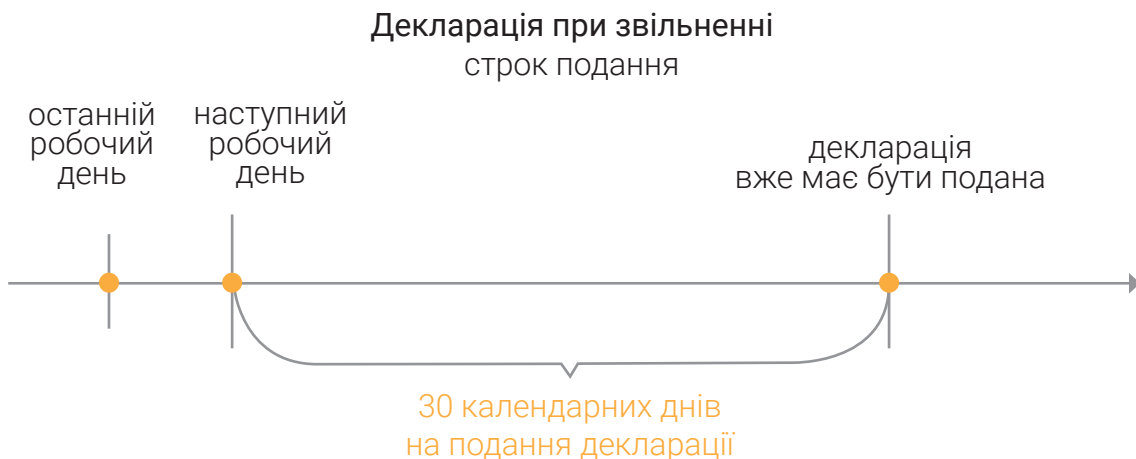 Декларація при звільненні
строк подання
останній
робочий
день
наступний
робочий
день
декларація
вже має бути подана
30 календарних днів
на подання декларації